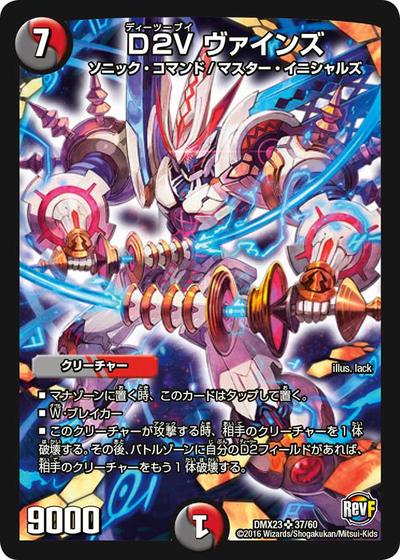 7
ディーツーブイ
D2V ヴァインズ
ソニック・コマンド / マスター・イニシャルズ
illus. lack
クリーチャー
■ マナゾーンに置く時、このカードはタップして置く。
■ W・ブレイカー
■ このクリーチャーが攻撃する時、相手のクリーチャーを1体
破壊する。その後、バトルゾーンに自分のD2フィールドがあれば、
相手のクリーチャーをもう1体破壊する。
RevF
9000
1
DMX23 37/60
©2016 Wizards/Shogakukan/Mitsui-Kids